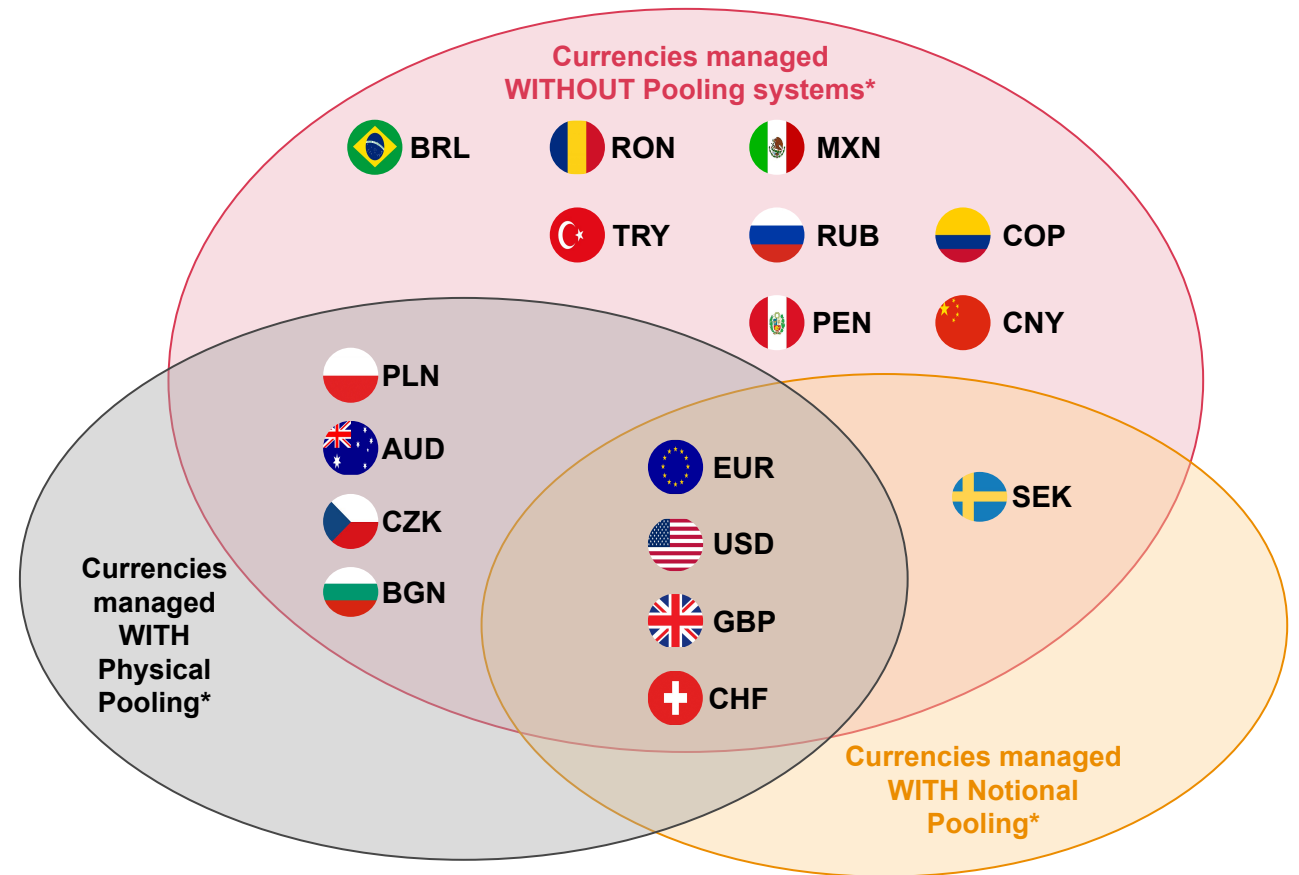 Currencies managed
WITHOUT Pooling systems*
BRL
RON
MXN
TRY
RUB
COP
PEN
CNY
PLN
AUD
CZK
BGN
EUR
USD
GBP
CHF
SEK
Currencies
managed
WITH
Physical
Pooling*
Currencies managed
WITH Notional
Pooling*